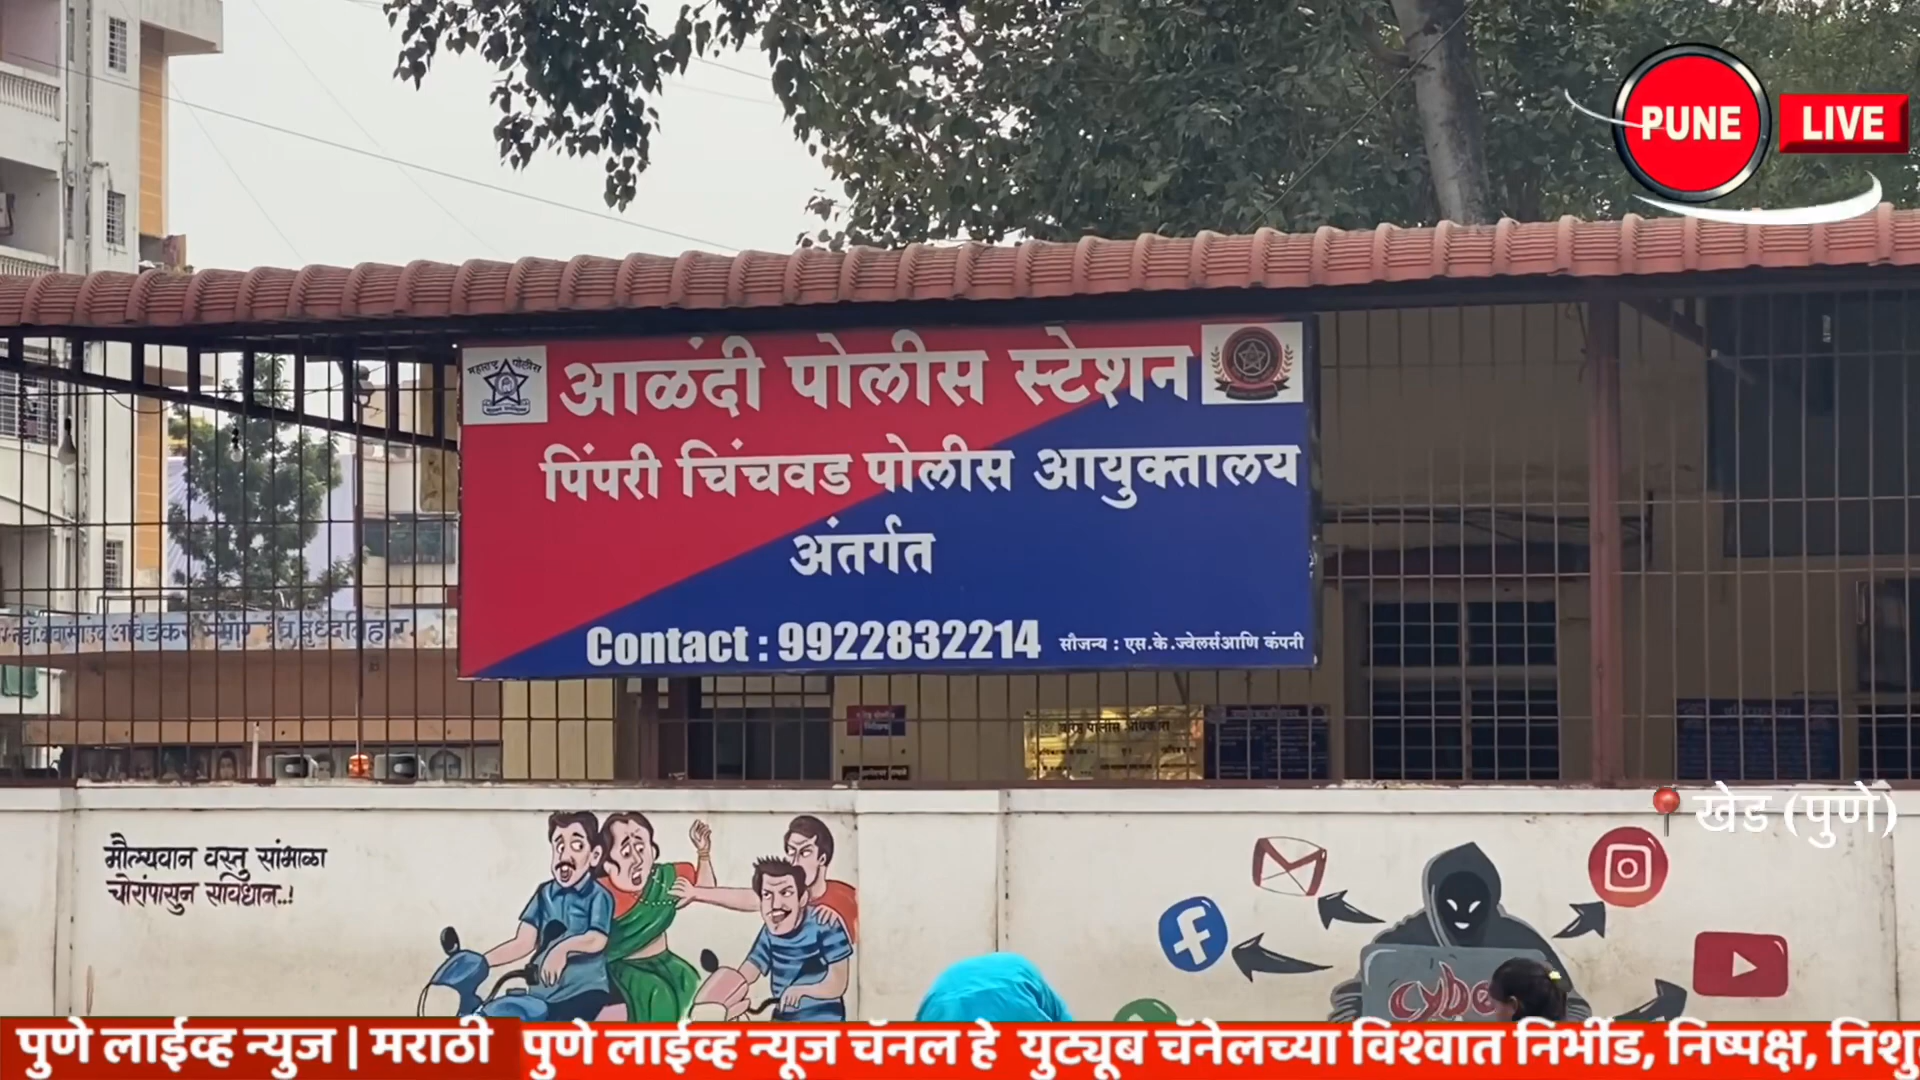 PUNE LIVE
महाराष्ट्र पोलीस
आळंदी पोलीस स्टेशन
पिंपरी चिंचवड पोलीस आयुक्तालय
अंतर्गत
Contact : 9922832214
सौजन्य : एस.के.ज्वेलर्सआणि कंपनी
📍 खेड (पुणे)
मौल्यवान वस्तु सांभाळा
चोरांपासुन सावधान..!
पुणे लाईव्ह न्युज | मराठी
पुणे लाईव्ह न्यूज चॅनल हे युट्यूब चॅनेलच्या विश्वात निर्भीड, निष्पक्ष,